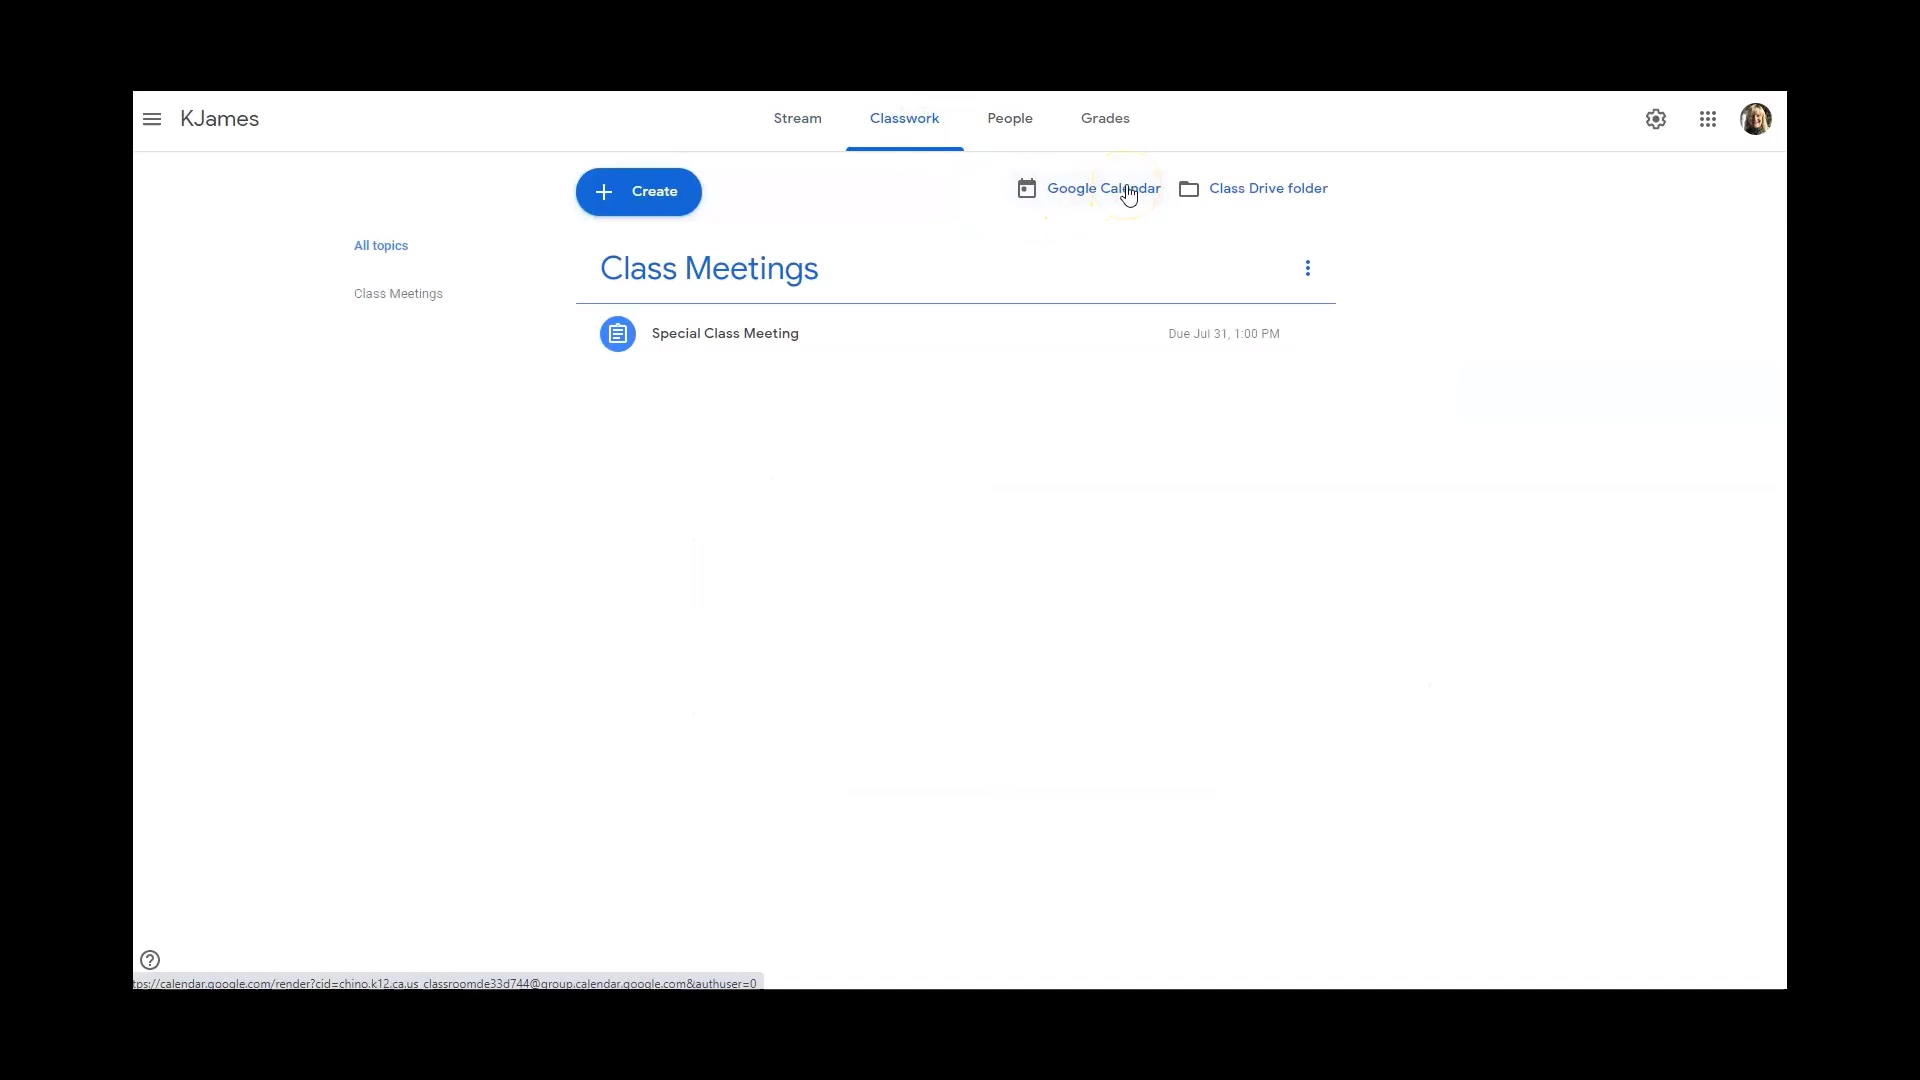 KJames
Stream Classwork People Grades
Create
Google Calendar
Class Drive folder
All topics
Class Meetings
Class Meetings
Special Class Meeting
Due Jul 31, 1:00 PM
tps://calendar.google.com/render?cid=chino.k12.ca.us_classroomde33d744@group.calendar.google.com&authuser=0